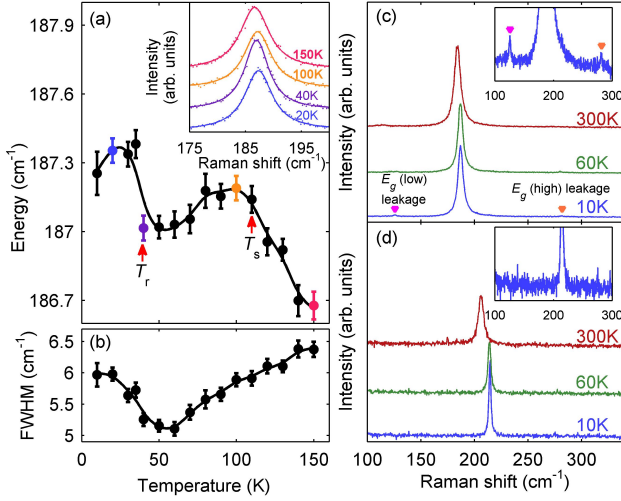 (a)
187.9
187.6
187.3
187
186.7
Energy (cm⁻¹)
Tr
Ts
150K
100K
40K
20K
Intensity
(arb. units)
175
185
200
Raman shift (cm⁻¹)
(b)
6.5
6
5.5
5
FWHM (cm⁻¹)
0
50
100
150
Temperature (K)
(c)
Intensity (arb. units)
300K
60K
10K
Eg (low)
leakage
Eg (high) leakage
100
200
300
(d)
Intensity (arb. units)
300K
60K
10K
100
200
300
100
150
200
250
300
Raman shift (cm⁻¹)